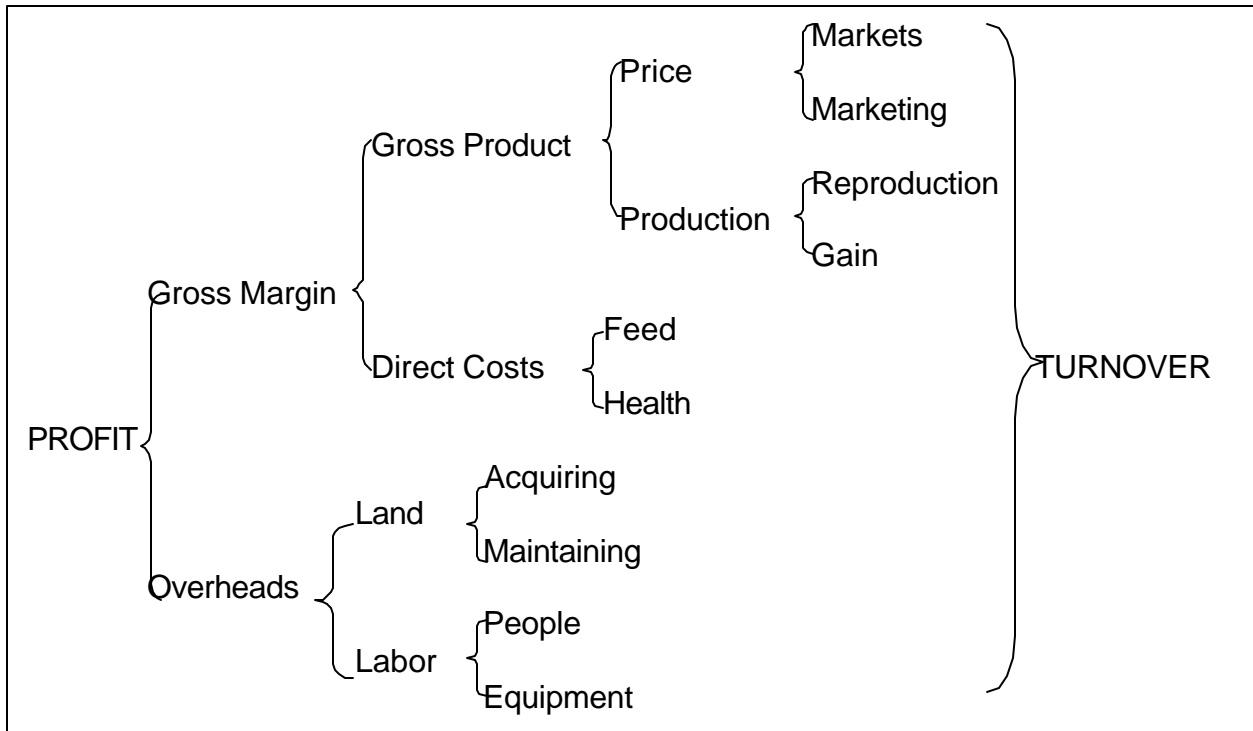 Markets
Price
Marketing
Gross Product
Reproduction
Production
Gain
Gross Margin
Feed
Direct Costs
Health
TURNOVER
PROFIT
Acquiring
Land
Maintaining
Overheads
People
Labor
Equipment